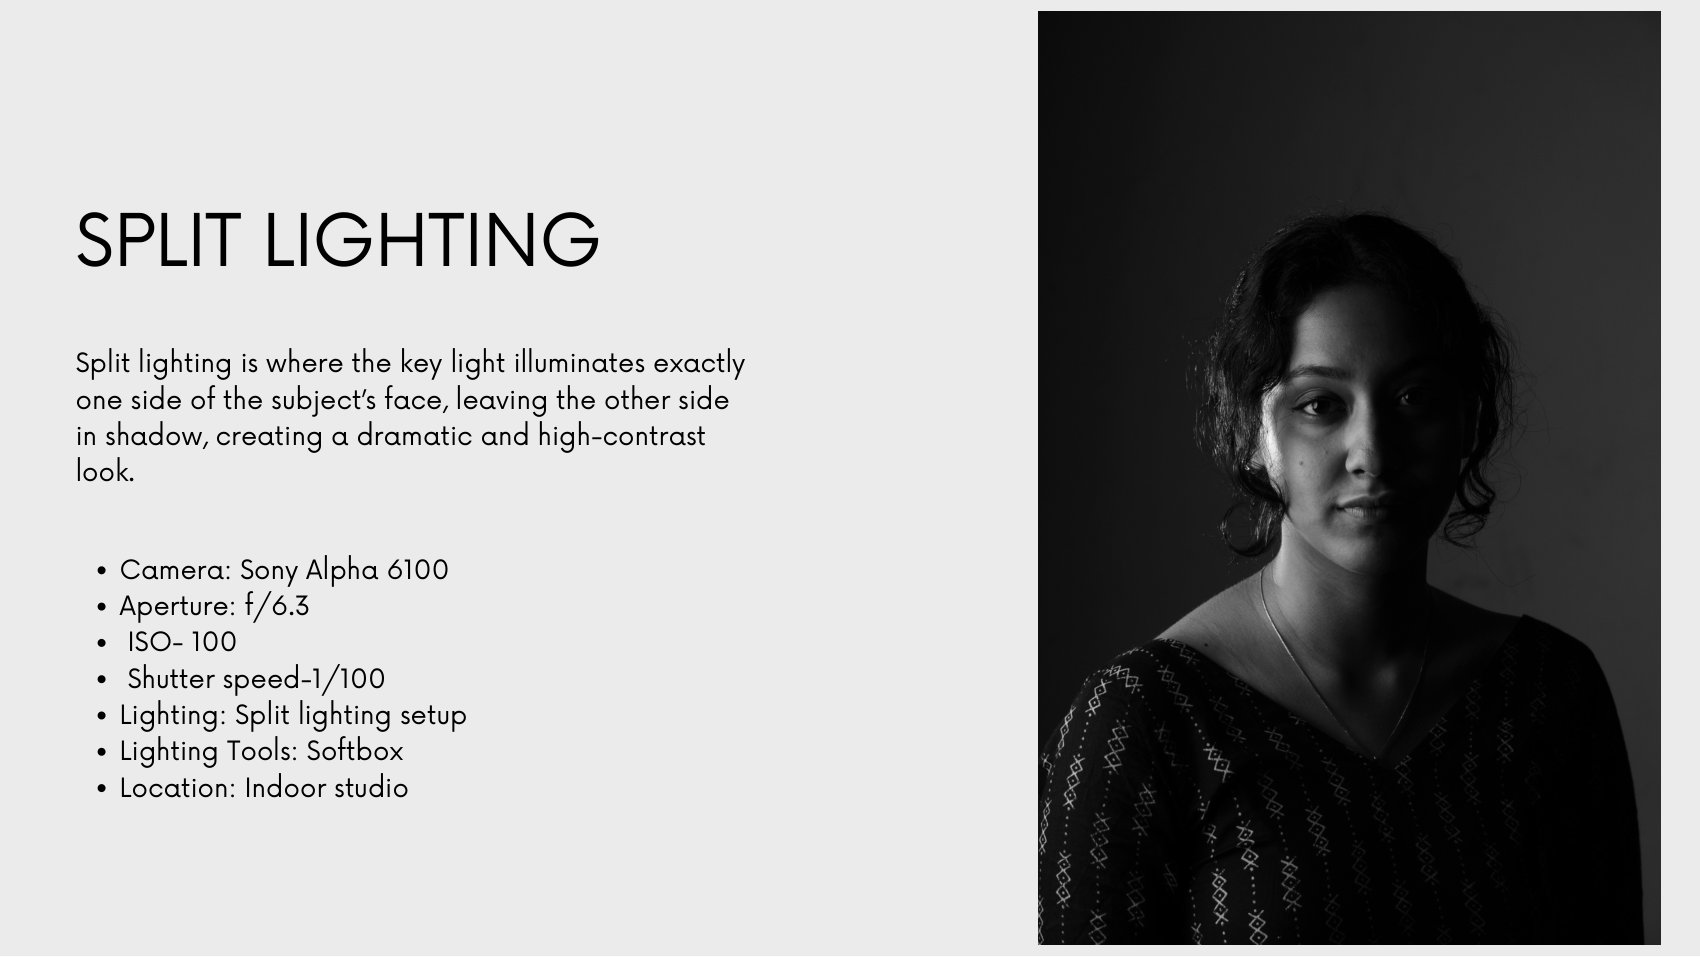 SPLIT LIGHTING
Split lighting is where the key light illuminates exactly
one side of the subject’s face, leaving the other side
in shadow, creating a dramatic and high-contrast
look.
• Camera: Sony Alpha 6100
• Aperture: f/6.3
• ISO- 100
• Shutter speed-1/100
• Lighting: Split lighting setup
• Lighting Tools: Softbox
• Location: Indoor studio